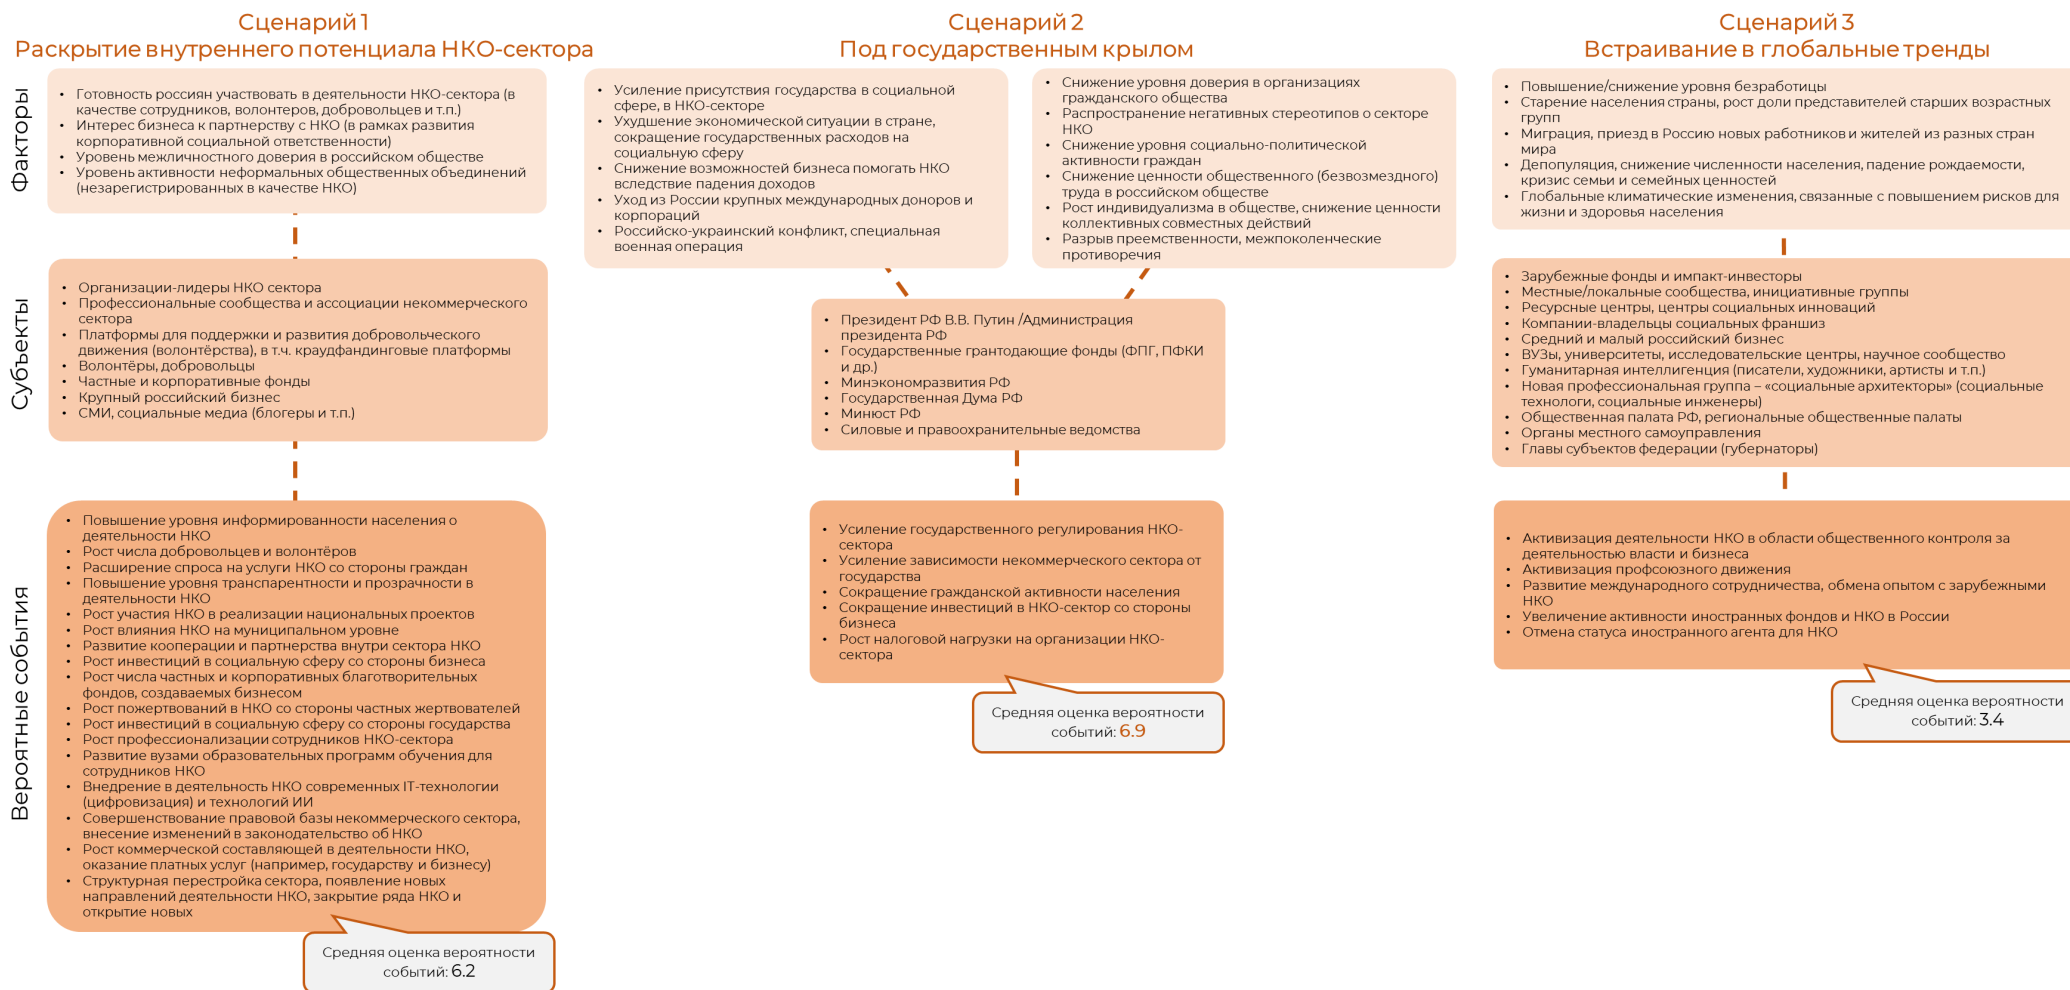 Сценарий 1
Раскрытие внутреннего потенциала НКО-сектора
Сценарий 2
Под государственным крылом
Сценарий 3
Встраивание в глобальные тренды
Факторы
• Готовность россиян участвовать в деятельности НКО-сектора (в
качестве сотрудников, волонтеров, добровольцев и т.п.)
• Интерес бизнеса к партнерству с НКО (в рамках развития
корпоративной социальной ответственности)
• Уровень межличностного доверия в российском обществе
• Уровень активности неформальных общественных объединений
(незарегистрированных в качестве НКО)
• Усиление присутствия государства в социальной
сфере, в НКО-секторе
• Ухудшение экономической ситуации в стране,
сокращение государственных расходов на
социальную сферу
• Снижение возможностей бизнеса помогать НКО
вследствие падения доходов
• Уход из России крупных международных доноров и
корпораций
• Российско-украинский конфликт, специальная
военная операция
• Снижение уровня доверия в организациях
гражданского общества
• Распространение негативных стереотипов о секторе
НКО
• Снижение уровня социально-политической
активности граждан
• Снижение ценности общественного (безвозмездного)
труда в российском обществе
• Рост индивидуализма в обществе, снижение ценности
коллективных совместных действий
• Разрыв преемственности, межпоколенческие
противоречия
• Повышение/снижение уровня безработицы
• Старение населения страны, рост доли представителей старших возрастных
групп
• Миграция, приезд в Россию новых работников и жителей из разных стран
мира
• Депопуляция, снижение численности населения, падение рождаемости,
кризис семьи и семейных ценностей
• Глобальные климатические изменения, связанные с повышением рисков для
жизни и здоровья населения
Субъекты
• Организации-лидеры НКО сектора
• Профессиональные сообщества и ассоциации некоммерческого
сектора
• Платформы для поддержки и развития добровольческого
движения (волонтёрства), в т.ч. краудфандинговые платформы
• Волонтёры, добровольцы
• Частные и корпоративные фонды
• Крупный российский бизнес
• СМИ, социальные медиа (блогеры и т.п.)
• Президент РФ В.В. Путин /Администрация
президента РФ
• Государственные грантодающие фонды (ФПГ, ПФКИ
и др.)
• Минэкономразвития РФ
• Государственная Дума РФ
• Минюст РФ
• Силовые и правоохранительные ведомства
• Зарубежные фонды и импакт-инвесторы
• Местные/локальные сообщества, инициативные группы
• Ресурсные центры, центры социальных инноваций
• Компании-владельцы социальных франшиз
• Средний и малый российский бизнес
• ВУЗы, университеты, исследовательские центры, научное сообщество
• Гуманитарная интеллигенция (писатели, художники, артисты и т.п.)
• Новая профессиональная группа – «социальные архитекторы» (социальные
технологи, социальные инженеры)
• Общественная палата РФ, региональные общественные палаты
• Органы местного самоуправления
• Главы субъектов федерации (губернаторы)
Вероятные события
• Повышение уровня информированности населения о
деятельности НКО
• Рост числа добровольцев и волонтёров
• Расширение спроса на услуги НКО со стороны граждан
• Повышение уровня транспарентности и прозрачности в
деятельности НКО
• Рост участия НКО в реализации национальных проектов
• Рост влияния НКО на муниципальном уровне
• Развитие кооперации и партнерства внутри сектора НКО
• Рост инвестиций в социальную сферу со стороны бизнеса
• Рост числа частных и корпоративных благотворительных
фондов, создаваемых бизнесом
• Рост пожертвований в НКО со стороны частных жертвователей
• Рост инвестиций в социальную сферу со стороны государства
• Рост профессионализации сотрудников НКО-сектора
• Развитие вузами образовательных программ обучения для
сотрудников НКО
• Внедрение в деятельность НКО современных IT-технологии
(цифровизация) и технологий ИИ
• Совершенствование правовой базы некоммерческого сектора,
внесение изменений в законодательство об НКО
• Рост коммерческой составляющей в деятельности НКО,
оказание платных услуг (например, государству и бизнесу)
• Структурная перестройка сектора, появление новых
направлений деятельности НКО, закрытие ряда НКО и
открытие новых
Средняя оценка вероятности
событий: 6.2
• Усиление государственного регулирования НКО-
сектора
• Усиление зависимости некоммерческого сектора от
государства
• Сокращение гражданской активности населения
• Сокращение инвестиций в НКО-сектор со стороны
бизнеса
• Рост налоговой нагрузки на организации НКО-
сектора
Средняя оценка вероятности
событий: 6.9
• Активизация деятельности НКО в области общественного контроля за
деятельностью власти и бизнеса
• Активизация профсоюзного движения
• Развитие международного сотрудничества, обмена опытом с зарубежными
НКО
• Увеличение активности иностранных фондов и НКО в России
• Отмена статуса иностранного агента для НКО
Средняя оценка вероятности
событий: 3.4